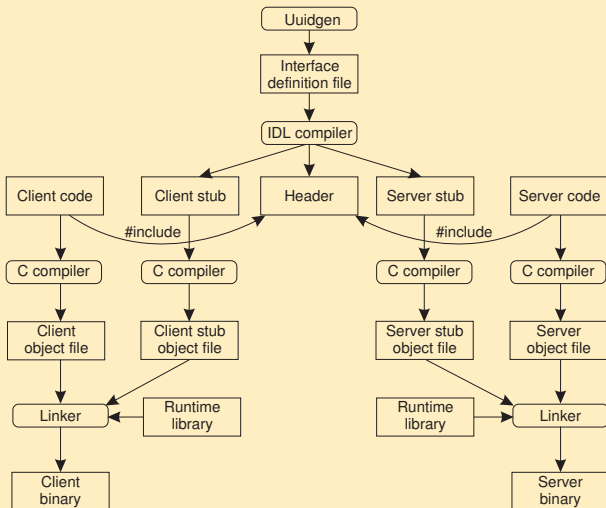 Uuidgen
Interface
definition file
IDL compiler
Client code
Client stub
Header
Server stub
Server code
#include
#include
C compiler
C compiler
C compiler
C compiler
Client
object file
Client stub
object file
Server stub
object file
Server
object file
Linker
Runtime
library
Runtime
library
Linker
Client
binary
Server
binary